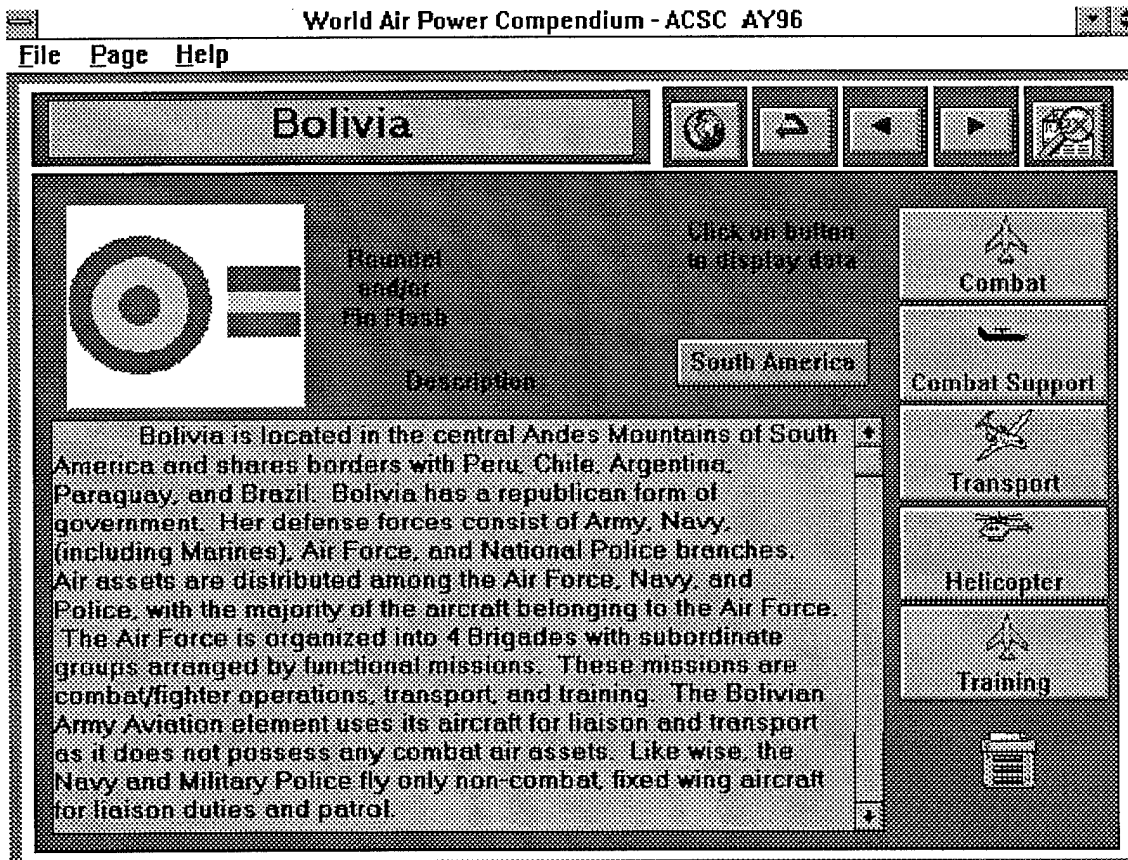 World Air Power Compendium - ACSC AY96
File Page Help
Bolivia
Roundel
and/or
Fin Flash
Click on button
to display data
South America
Description
Combat
Combat Support
Transport
Helicopter
Training
Bolivia is located in the central Andes Mountains of South
America and shares borders with Peru, Chile, Argentina,
Paraguay, and Brazil. Bolivia has a republican form of
government. Her defense forces consist of Army, Navy,
(including Marines), Air Force, and National Police branches.
Air assets are distributed among the Air Force, Navy, and
Police, with the majority of the aircraft belonging to the Air Force.
The Air Force is organized into 4 Brigades with subordinate
groups arranged by functional missions. These missions are
combat/fighter operations, transport, and training. The Bolivian
Army Aviation element uses its aircraft for liaison and transport
as it does not possess any combat air assets. Like wise, the
Navy and Military Police fly only non-combat, fixed wing aircraft
for liaison duties and patrol.